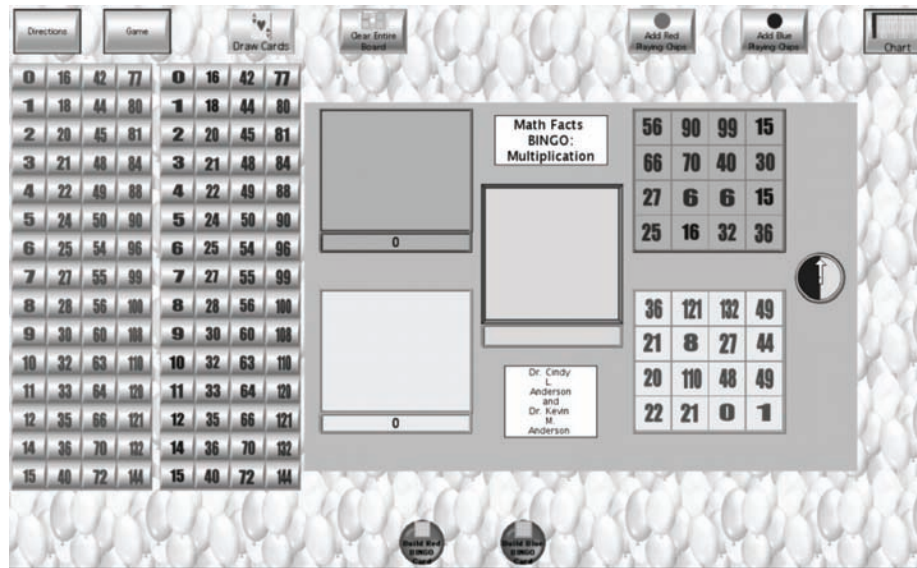 Directions
Game
Draw Cards
Clear Entire
Board
Add Red
Playing Chips
Add Blue
Playing Chips
Chart
0 16 42 77 0 16 42 77
1 18 44 80 1 18 44 80
2 20 45 81 2 20 45 81
3 21 48 84 3 21 48 84
4 22 49 88 4 22 49 88
5 24 50 90 5 24 50 90
6 25 54 96 6 25 54 96
7 27 55 99 7 27 55 99
8 28 56 100 8 28 56 100
9 30 60 108 9 30 60 108
10 32 63 110 10 32 63 110
11 33 64 120 11 33 64 120
12 35 66 121 12 35 66 121
14 36 70 132 14 36 70 132
15 40 72 144 15 40 72 144
0
0
Math Facts
BINGO:
Multiplication
Dr. Cindy
L.
Anderson
and
Dr. Kevin
M.
Anderson
56 90 99 15
66 70 40 30
27 6 6 15
25 16 32 36
36 121 132 49
21 8 27 44
20 110 48 49
22 21 0 1
Build Red
BINGO
Card
Build Blue
BINGO
Card